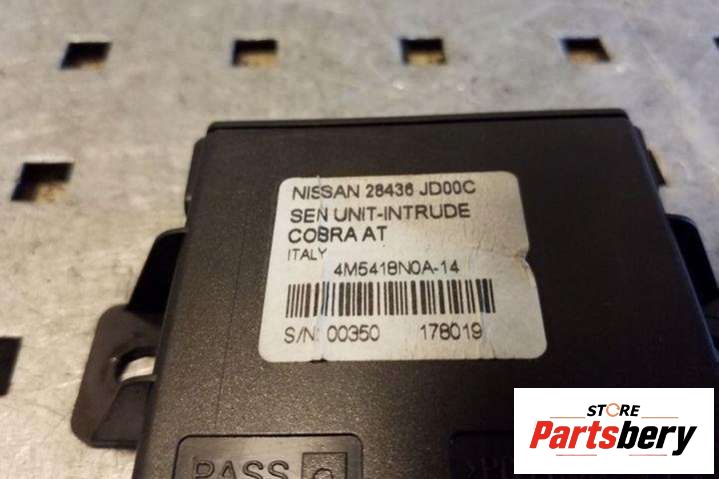 NISSAN 28436 JD00C
SEN UNIT-INTRUDE
COBRA AT
ITALY
4M5418N0A-14
S/N: 00350 178019
PASS
STORE
Partsbery